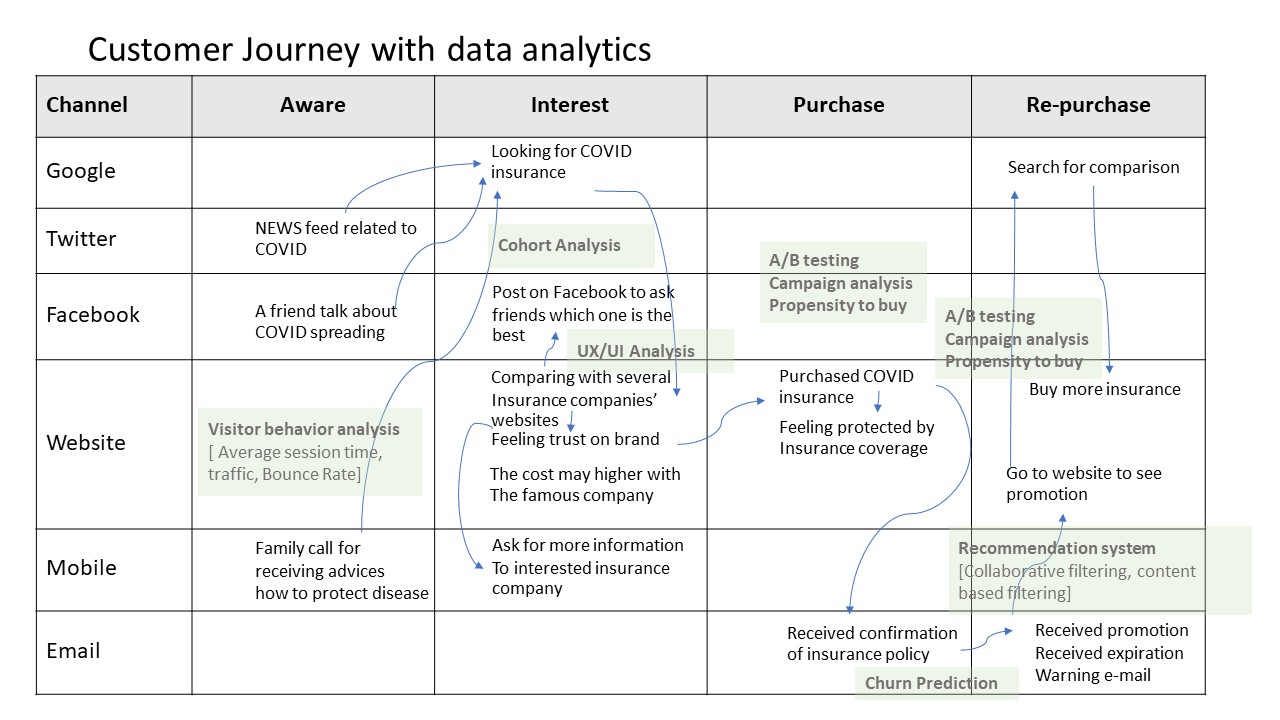 Customer Journey with data analytics
Channel
Aware
Interest
Purchase
Re-purchase
Google
Looking for COVID
insurance
Search for comparison
Twitter
NEWS feed related to
COVID
Cohort Analysis
A/B testing
Campaign analysis
Propensity to buy
Facebook
A friend talk about
COVID spreading
Post on Facebook to ask
friends which one is the
best
UX/UI Analysis
A/B testing
Campaign analysis
Propensity to buy
Website
Visitor behavior analysis
[ Average session time,
traffic, Bounce Rate]
Comparing with several
Insurance companies’
websites
Feeling trust on brand
The cost may higher with
The famous company
Purchased COVID
insurance
Feeling protected by
Insurance coverage
Buy more insurance
Go to website to see
promotion
Mobile
Family call for
receiving advices
how to protect disease
Ask for more information
To interested insurance
company
Recommendation system
[Collaborative filtering, content
based filtering]
Email
Received confirmation
of insurance policy
Churn Prediction
Received promotion
Received expiration
Warning e-mail